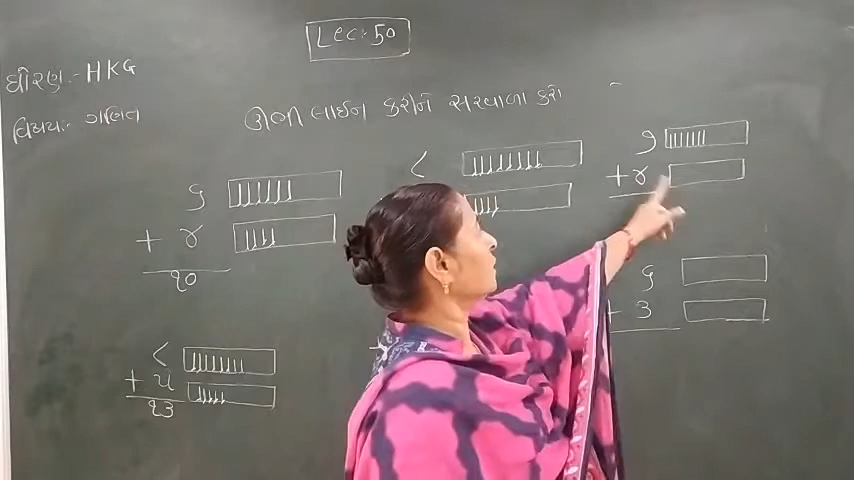 Lec:- 50
ધોરણ:- HKG
વિષય:- ગણિત
ઊભી લાઈન કરીને સરવાળા કરો
૬
+ ૪
૧૦
૮
૭
+ ૪
૬
૩
૮
+ ૫
૧૩